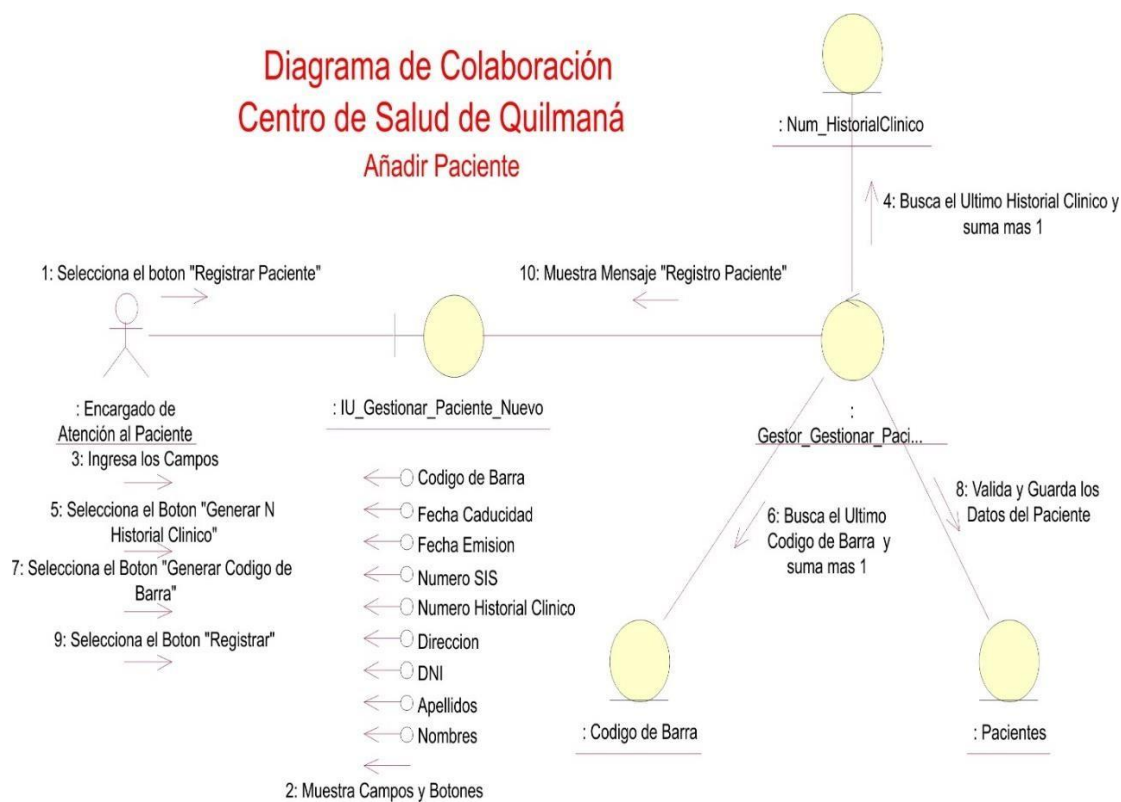 Diagrama de Colaboración
Centro de Salud de Quilmaná
Añadir Paciente
: Num_HistorialClinico
4: Busca el Ultimo Historial Clinico y
suma mas 1
1: Selecciona el boton "Registrar Paciente"
10: Muestra Mensaje "Registro Paciente"
: Encargado de
Atención al Paciente
: IU_Gestionar_Paciente_Nuevo
:
Gestor_Gestionar_Paci...
3: Ingresa los Campos
5: Selecciona el Boton "Generar N
Historial Clinico"
7: Selecciona el Boton "Generar Codigo de
Barra"
9: Selecciona el Boton "Registrar"
Codigo de Barra
Fecha Caducidad
Fecha Emision
Numero SIS
Numero Historial Clinico
Direccion
DNI
Apellidos
Nombres
2: Muestra Campos y Botones
6: Busca el Ultimo
Codigo de Barra y
suma mas 1
8: Valida y Guarda los
Datos del Paciente
: Codigo de Barra
: Pacientes